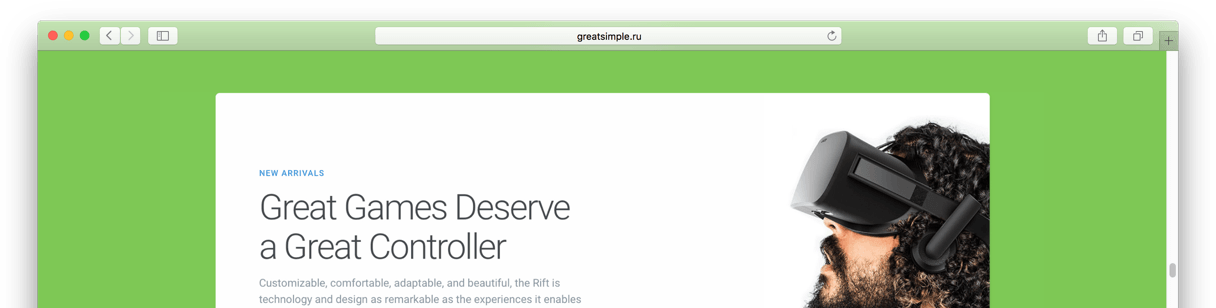 greatsimple.ru
NEW ARRIVALS
Great Games Deserve
a Great Controller
Customizable, comfortable, adaptable, and beautiful, the Rift is
technology and design as remarkable as the experiences it enables